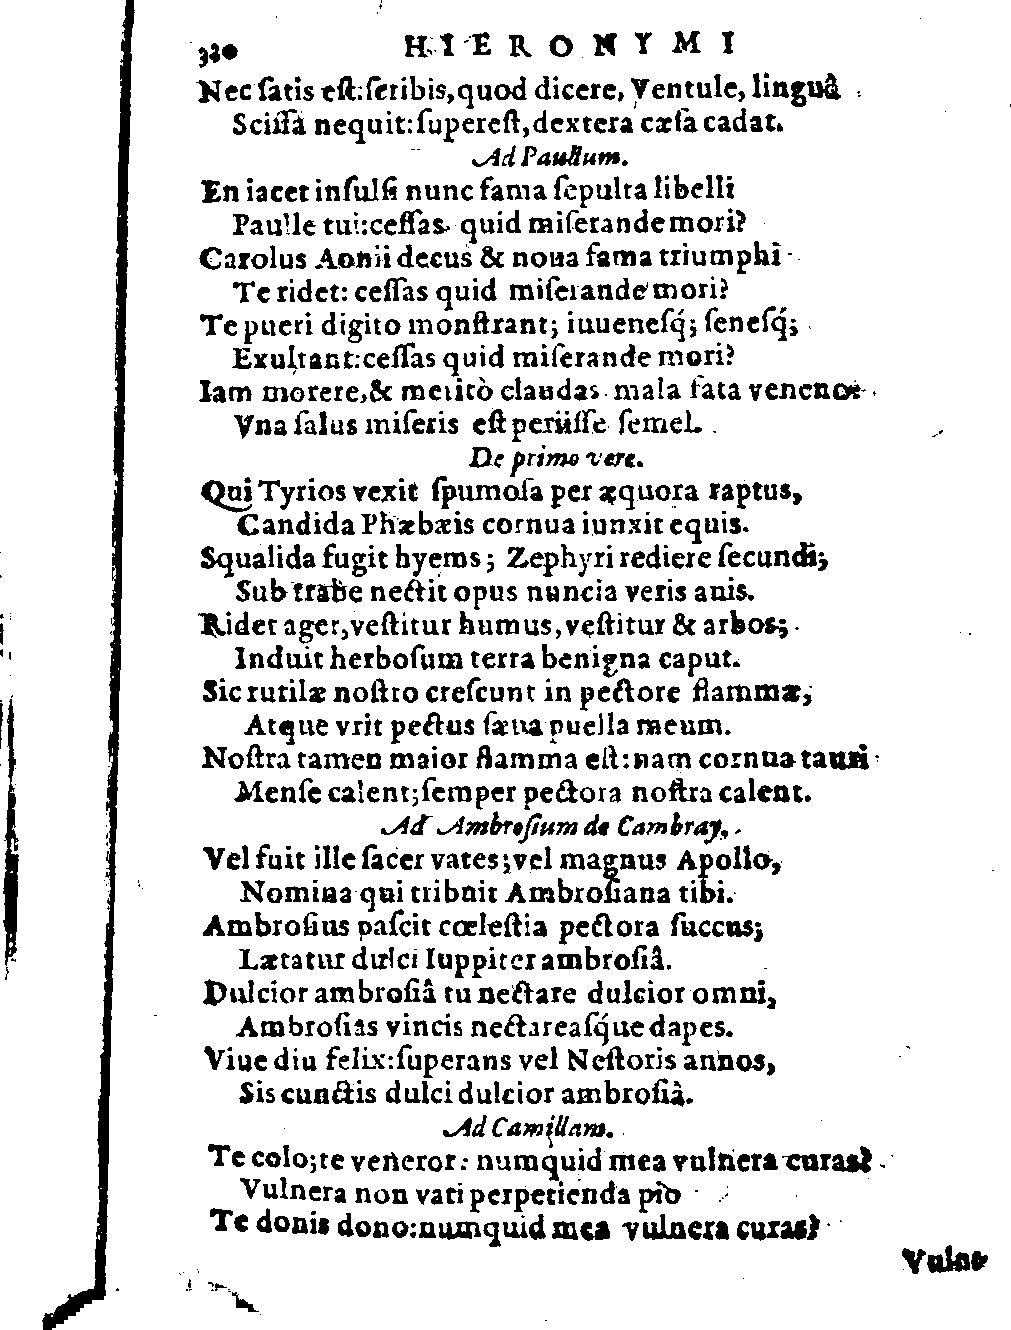 320 HIERONYMI
Nec ſatis eſt: ſcribis, quod dicere, Ventule, linguâ
Sciſſâ nequit: ſupereſt, dextera cæſa cadat.
Ad Paullum.
En iacet inſulſi nunc fama ſepulta libelli
Paulle tui: ceſſas quid miſerande mori?
Carolus Aonii decus & noua fama triumphi
Te ridet: ceſſas quid miſerande mori?
Te pueri digito monſtrant; iuueneſq́; ſeneſq́;
Exultant: ceſſas quid miſerande mori?
Iam morere, & meritò claudas mala fata veneno:
Vna ſalus miſeris eſt periiſſe ſemel.
De primo vere.
Qui Tyrios vexit ſpumoſa per æquora raptus,
Candida Phæbæis cornua iunxit equis.
Squalida fugit hyems; Zephyri rediere ſecundi;
Sub trabe nectit opus nuncia veris auis.
Ridet ager, veſtitur humus, veſtitur & arbos;
Induit herboſum terra benigna caput.
Sic rutilæ noſtro creſcunt in pectore flammæ,
Atque vrit pectus ſæua puella meum.
Noſtra tamen maior flamma eſt: nam cornua tauri
Menſe calent; ſemper pectora noſtra calent.
Ad Ambroſium de Cambray.
Vel fuit ille ſacer vates; vel magnus Apollo,
Nomina qui tribuit Ambroſiana tibi.
Ambroſius paſcit cœleſtia pectora ſuccus;
Lætatur dulci Iuppiter ambroſiâ.
Dulcior ambroſiâ tu nectare dulcior omni,
Ambroſias vincis nectareaſq́ue dapes.
Viue diu felix: ſuperans vel Neſtoris annos,
Sis cunctis dulci dulcior ambroſiâ.
Ad Camillam.
Te colo; te veneror: numquid mea vulnera curas?
Vulnera non vati perpetienda pio
Te donis dono: numquid mea vulnera curas?
Vulne